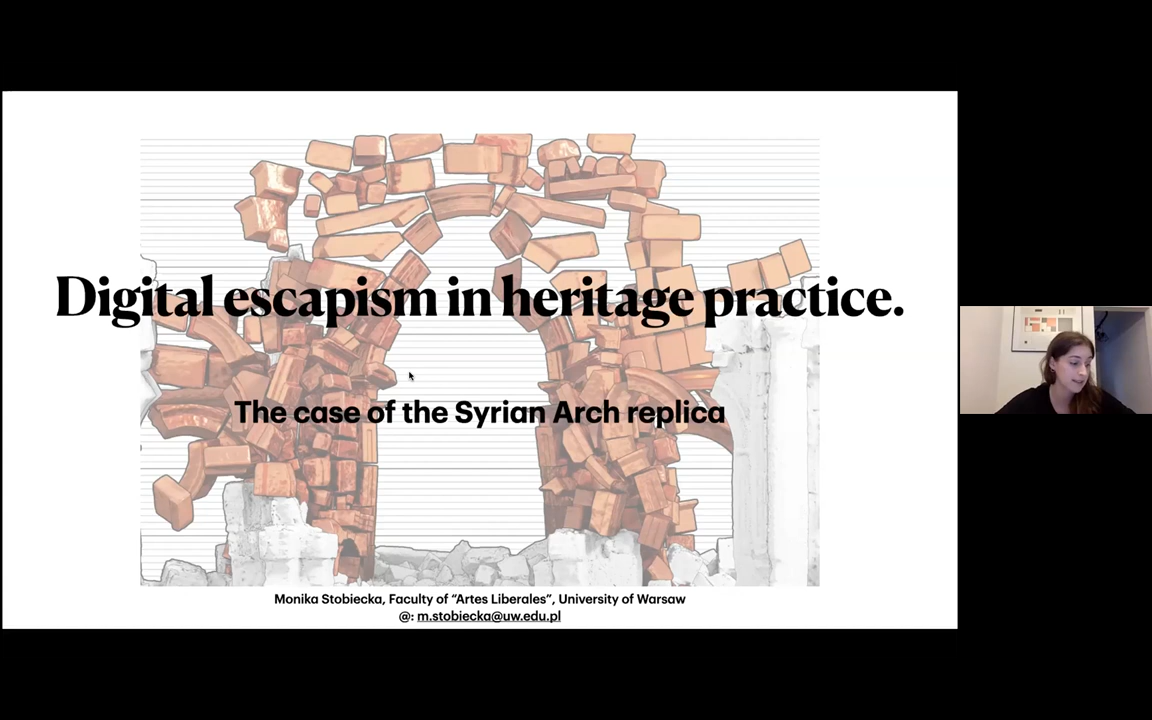 Digital escapism in heritage practice.
The case of the Syrian Arch replica
Monika Stobiecka, Faculty of “Artes Liberales”, University of Warsaw
@: m.stobiecka@uw.edu.pl